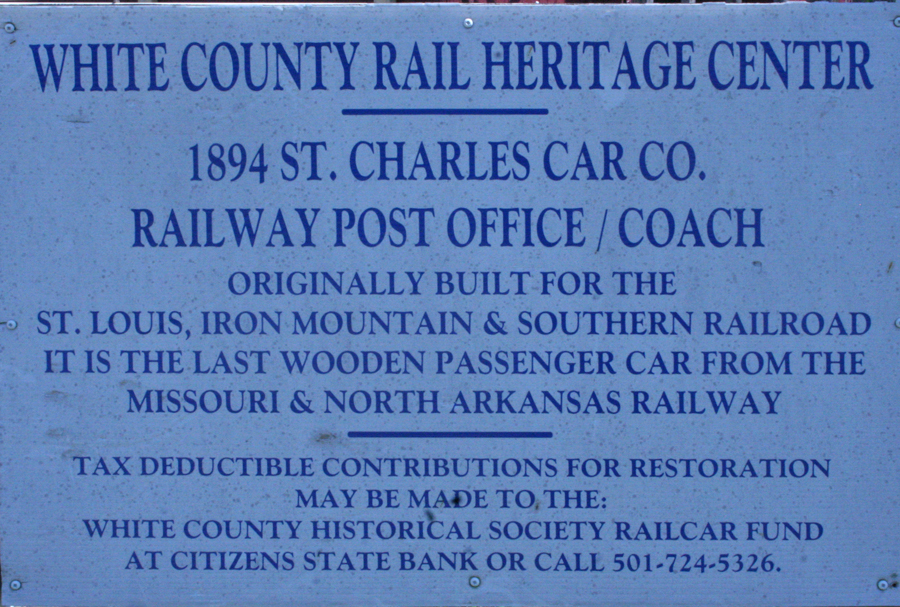 WHITE COUNTY RAIL HERITAGE CENTER
1894 ST. CHARLES CAR CO.
RAILWAY POST OFFICE / COACH
ORIGINALLY BUILT FOR THE
ST. LOUIS, IRON MOUNTAIN & SOUTHERN RAILROAD
IT IS THE LAST WOODEN PASSENGER CAR FROM THE
MISSOURI & NORTH ARKANSAS RAILWAY
TAX DEDUCTIBLE CONTRIBUTIONS FOR RESTORATION
MAY BE MADE TO THE:
WHITE COUNTY HISTORICAL SOCIETY RAILCAR FUND
AT CITIZENS STATE BANK OR CALL 501-724-5326.